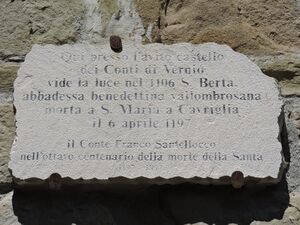 Qui presso l'avito castello
dei Conti di Vernio
vide la luce nel 1106 S. Berta
abbadessa benedettina vallombrosana
morta a S. Maria a Cavriglia
il 6 aprile 1197
il Conte Franco Santellocco
nell'ottavo centenario della morte della Santa